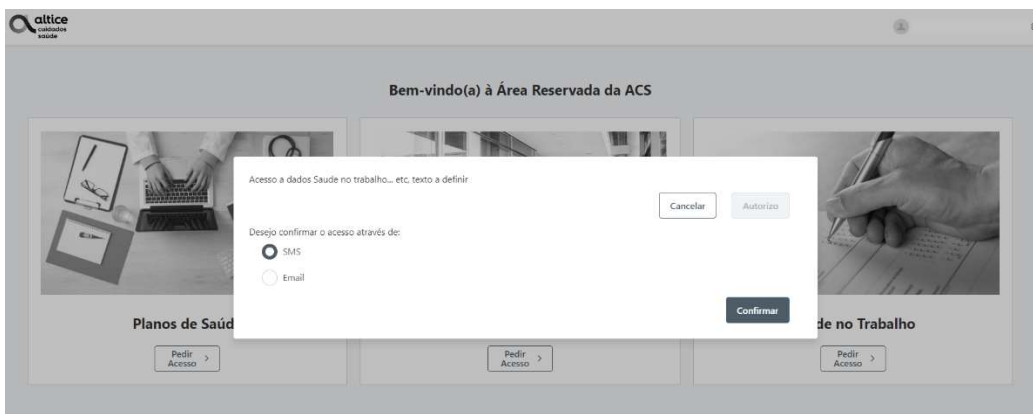 altice
cuidados
saúde
Bem-vindo(a) à Área Reservada da ACS
Acesso a dados Saude no trabalho... etc, texto a definir
Cancelar
Autorizo
Desejo confirmar o acesso através de:
SMS
Email
Confirmar
Planos de Saúd
de no Trabalho
Pedir
Acesso
Pedir
Acesso
Pedir
Acesso